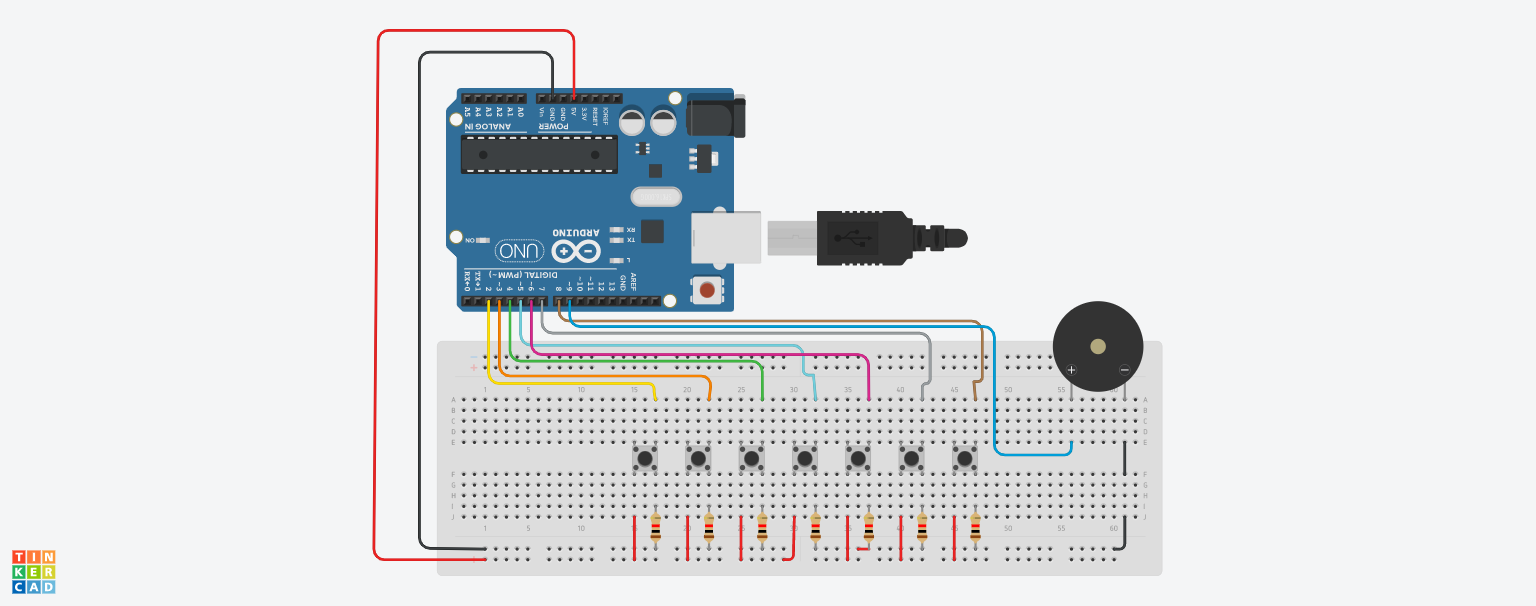 A5 A4 A3 A2 A1 A0 Vin GND GND 5V 3.3V RESET IOREF
ANALOG IN POWER
RX
TX
ON
UNO
ARDUINO
L
DIGITAL (PWM~)
RX←0 TX→1 2 ~3 4 ~5 ~6 7 8 ~9 ~10 ~11 12 13 GND AREF
+ −
1 5 15 20 25 30 35 40 45 50 55 60
A A
B B
C C
D D
E E
F F
G G
H H
I I
J J
1 5 10 20 25 35 40 45 50 55 60
TIN
KER
CAD